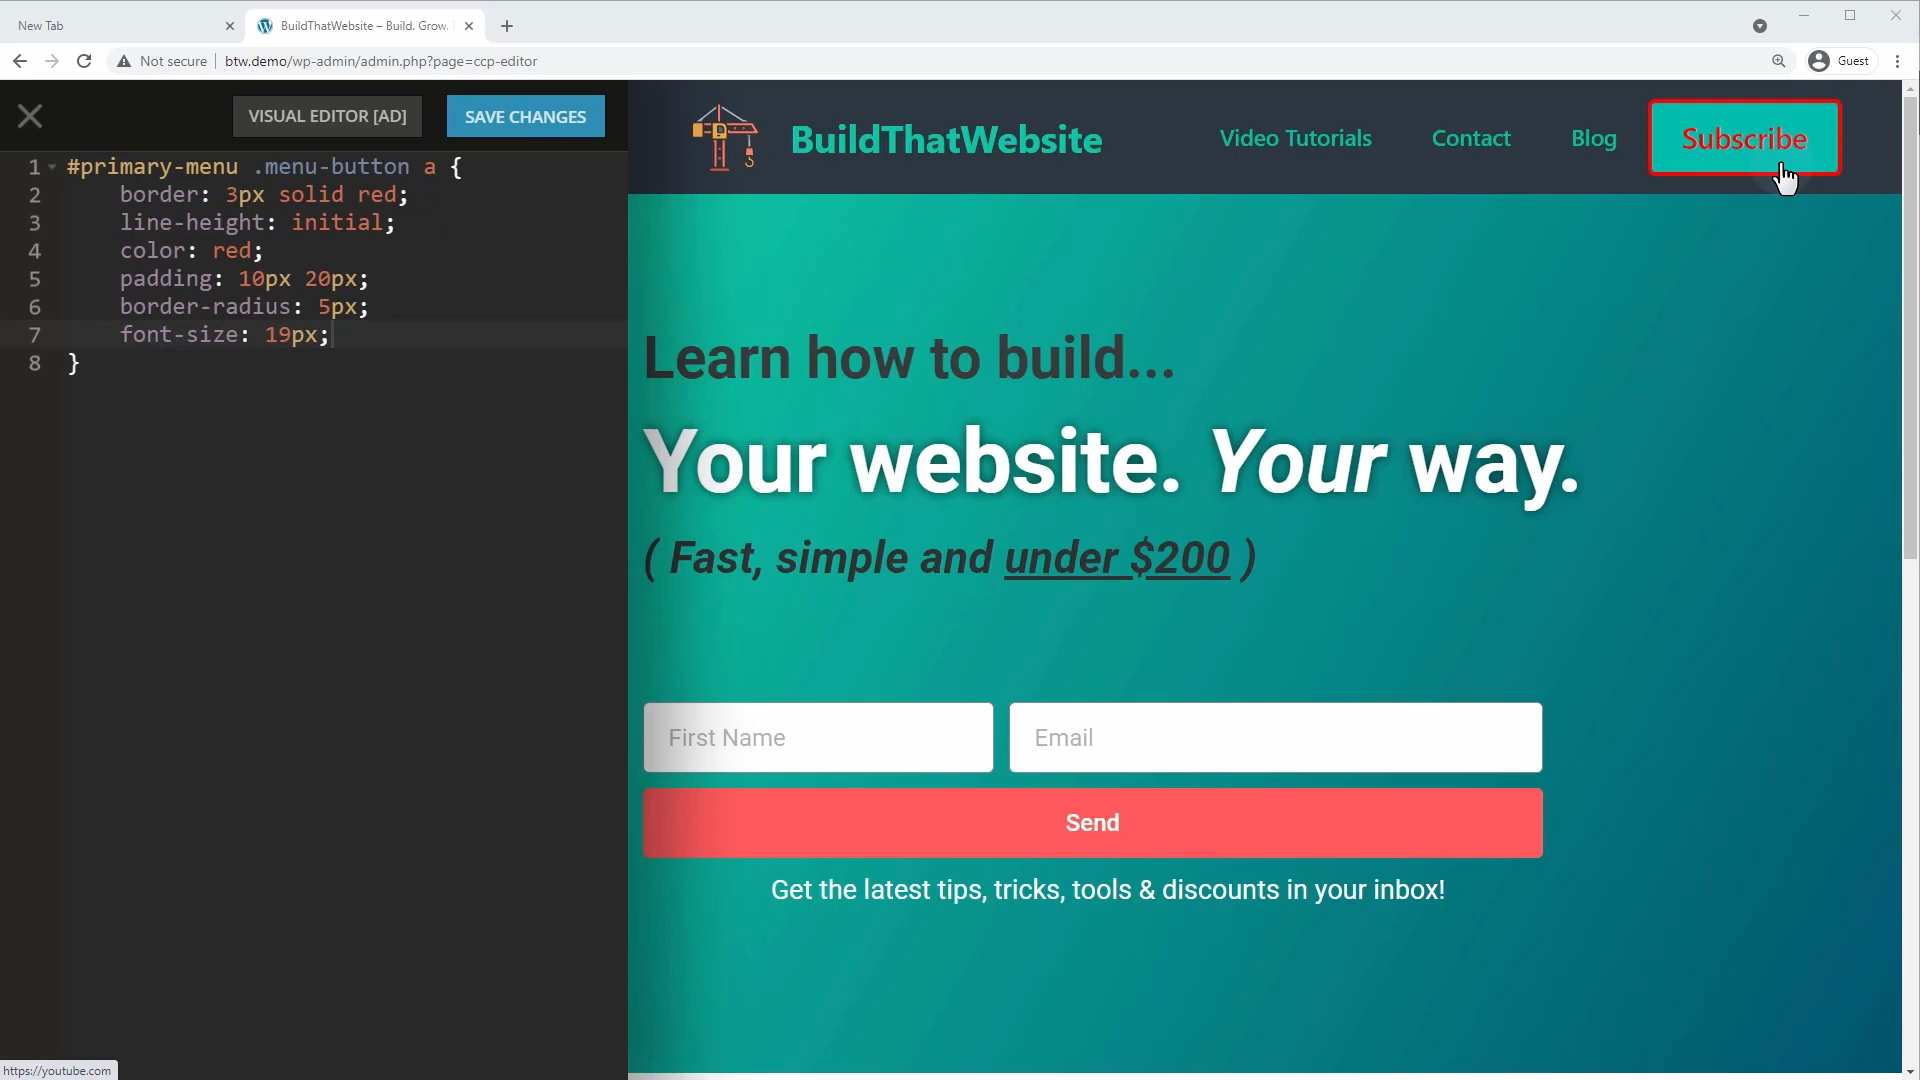 New Tab
BuildThatWebsite – Build. Grow.
Not secure
btw.demo/wp-admin/admin.php?page=ccp-editor
Guest
VISUAL EDITOR [AD]
SAVE CHANGES
1 #primary-menu .menu-button a {
2 border: 3px solid red;
3 line-height: initial;
4 color: red;
5 padding: 10px 20px;
6 border-radius: 5px;
7 font-size: 19px;
8 }
BuildThatWebsite
Video Tutorials
Contact
Blog
Subscribe
Learn how to build...
Your website. Your way.
( Fast, simple and under $200 )
First Name
Email
Send
Get the latest tips, tricks, tools & discounts in your inbox!
https://youtube.com